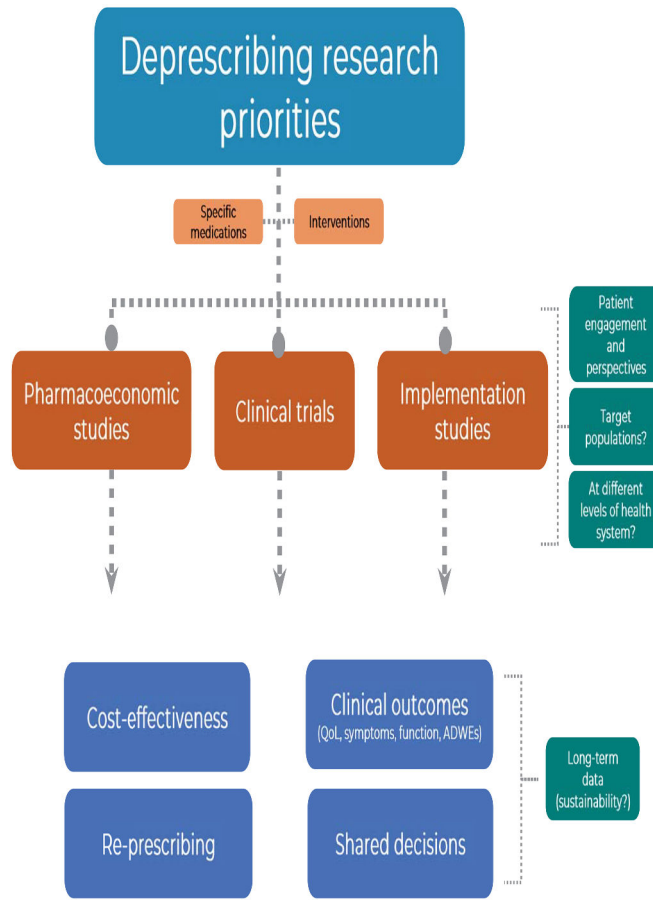 Deprescribing research
priorities
Specific
medications
Interventions
Pharmacoeconomic
studies
Clinical trials
Implementation
studies
Patient
engagement
and
perspectives
Target
populations?
At different
levels of health
system?
Cost-effectiveness
Clinical outcomes
(QoL, symptoms, function, ADWEs)
Re-prescribing
Shared decisions
Long-term
data
(sustainability?)